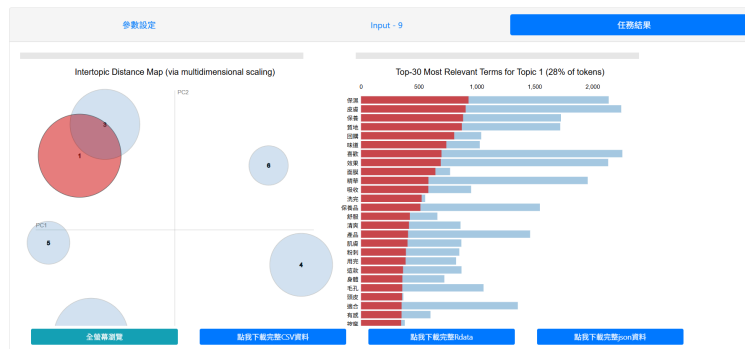 參數設定
Input - 9
任務結果
Intertopic Distance Map (via multidimensional scaling)
PC2
PC1
3
1
6
5
4
Top-30 Most Relevant Terms for Topic 1 (28% of tokens)
0 500 1,000 1,500 2,000
保濕
皮膚
保養
質地
回購
味道
喜歡
效果
面膜
精華
吸收
洗完
保養品
舒服
清爽
產品
肌膚
粉刺
用完
這款
身體
毛孔
頭皮
適合
有感
全螢幕瀏覽
點我下載完整CSV資料
點我下載完整Rdata
點我下載完整json資料